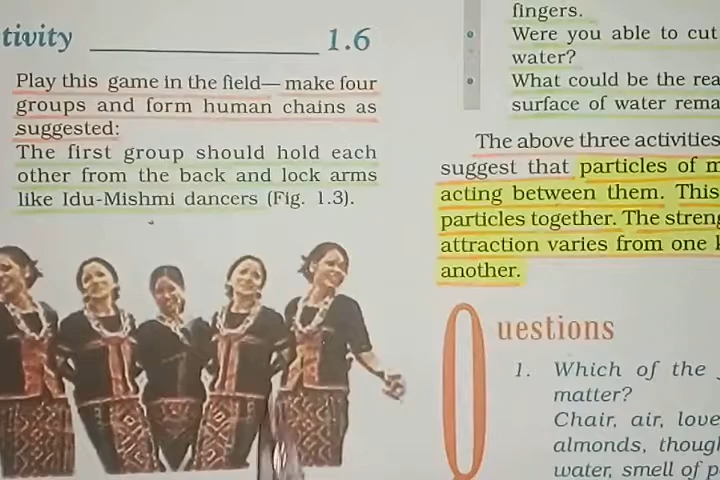 tivity 1.6
Play this game in the field— make four
groups and form human chains as
suggested:
The first group should hold each
other from the back and lock arms
like Idu-Mishmi dancers (Fig. 1.3).
fingers.
Were you able to cut
water?
What could be the rea
surface of water rema
The above three activities
suggest that particles of m
acting between them. This
particles together. The streng
attraction varies from one k
another.
Questions
1. Which of the
matter?
Chair, air, love
almonds, though
water, smell of p